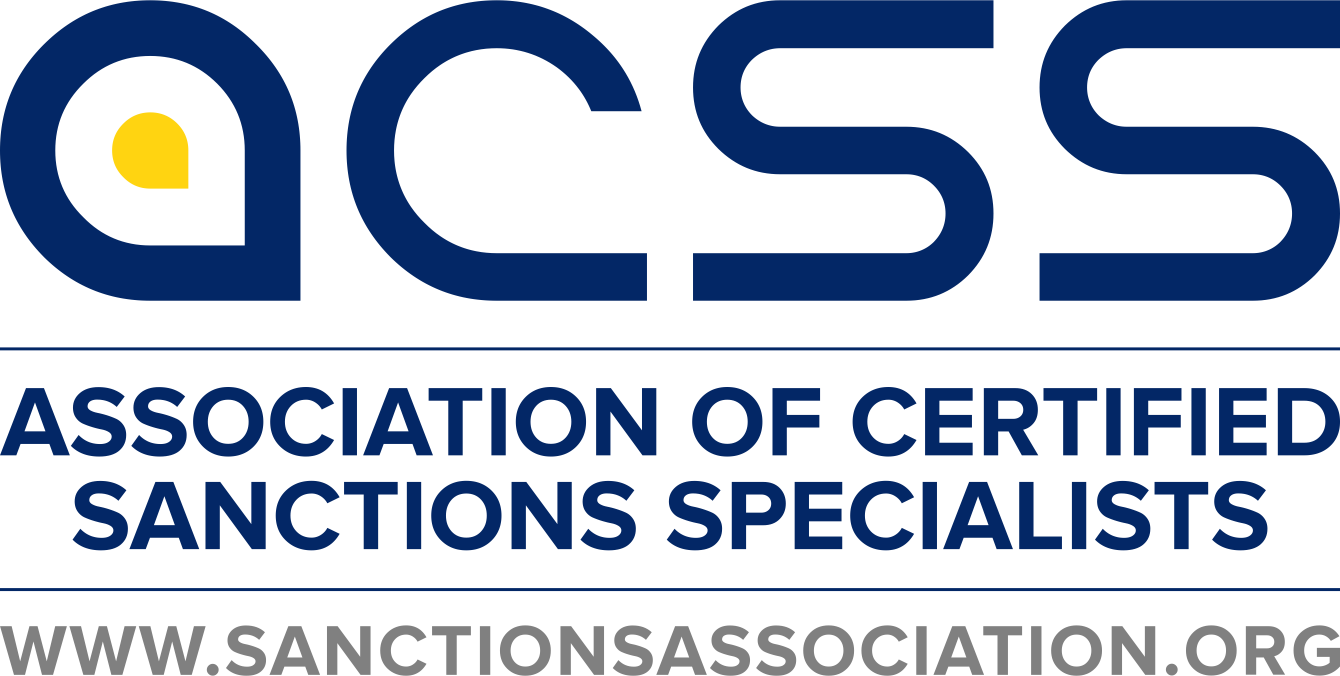 acss
ASSOCIATION OF CERTIFIED
SANCTIONS SPECIALISTS
WWW.SANCTIONSASSOCIATION.ORG